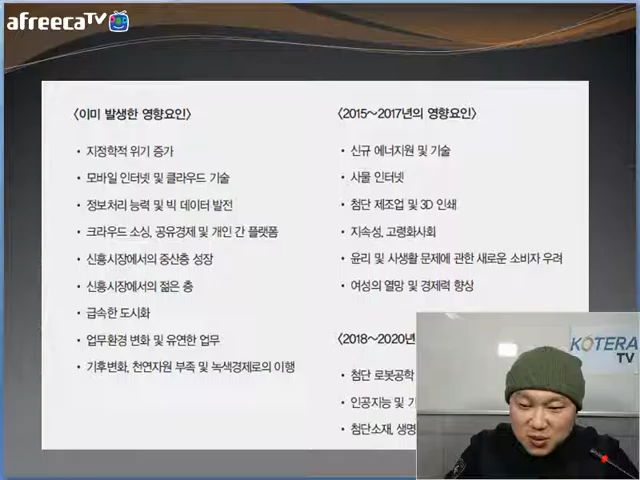 afreecaTV
<이미 발생한 영향요인>
• 지정학적 위기 증가
• 모바일 인터넷 및 클라우드 기술
• 정보처리 능력 및 빅 데이터 발전
• 크라우드 소싱, 공유경제 및 개인 간 플랫폼
• 신흥시장에서의 중산층 성장
• 신흥시장에서의 젊은 층
• 급속한 도시화
• 업무환경 변화 및 유연한 업무
• 기후변화, 천연자원 부족 및 녹색경제로의 이행
<2015~2017년의 영향요인>
• 신규 에너지원 및 기술
• 사물 인터넷
• 첨단 제조업 및 3D 인쇄
• 지속성, 고령화사회
• 윤리 및 사생활 문제에 관한 새로운 소비자 우려
• 여성의 열망 및 경제력 향상
<2018~2020년
• 첨단 로봇공학
• 인공지능 및
• 첨단소재, 생명
KOTERA
TV